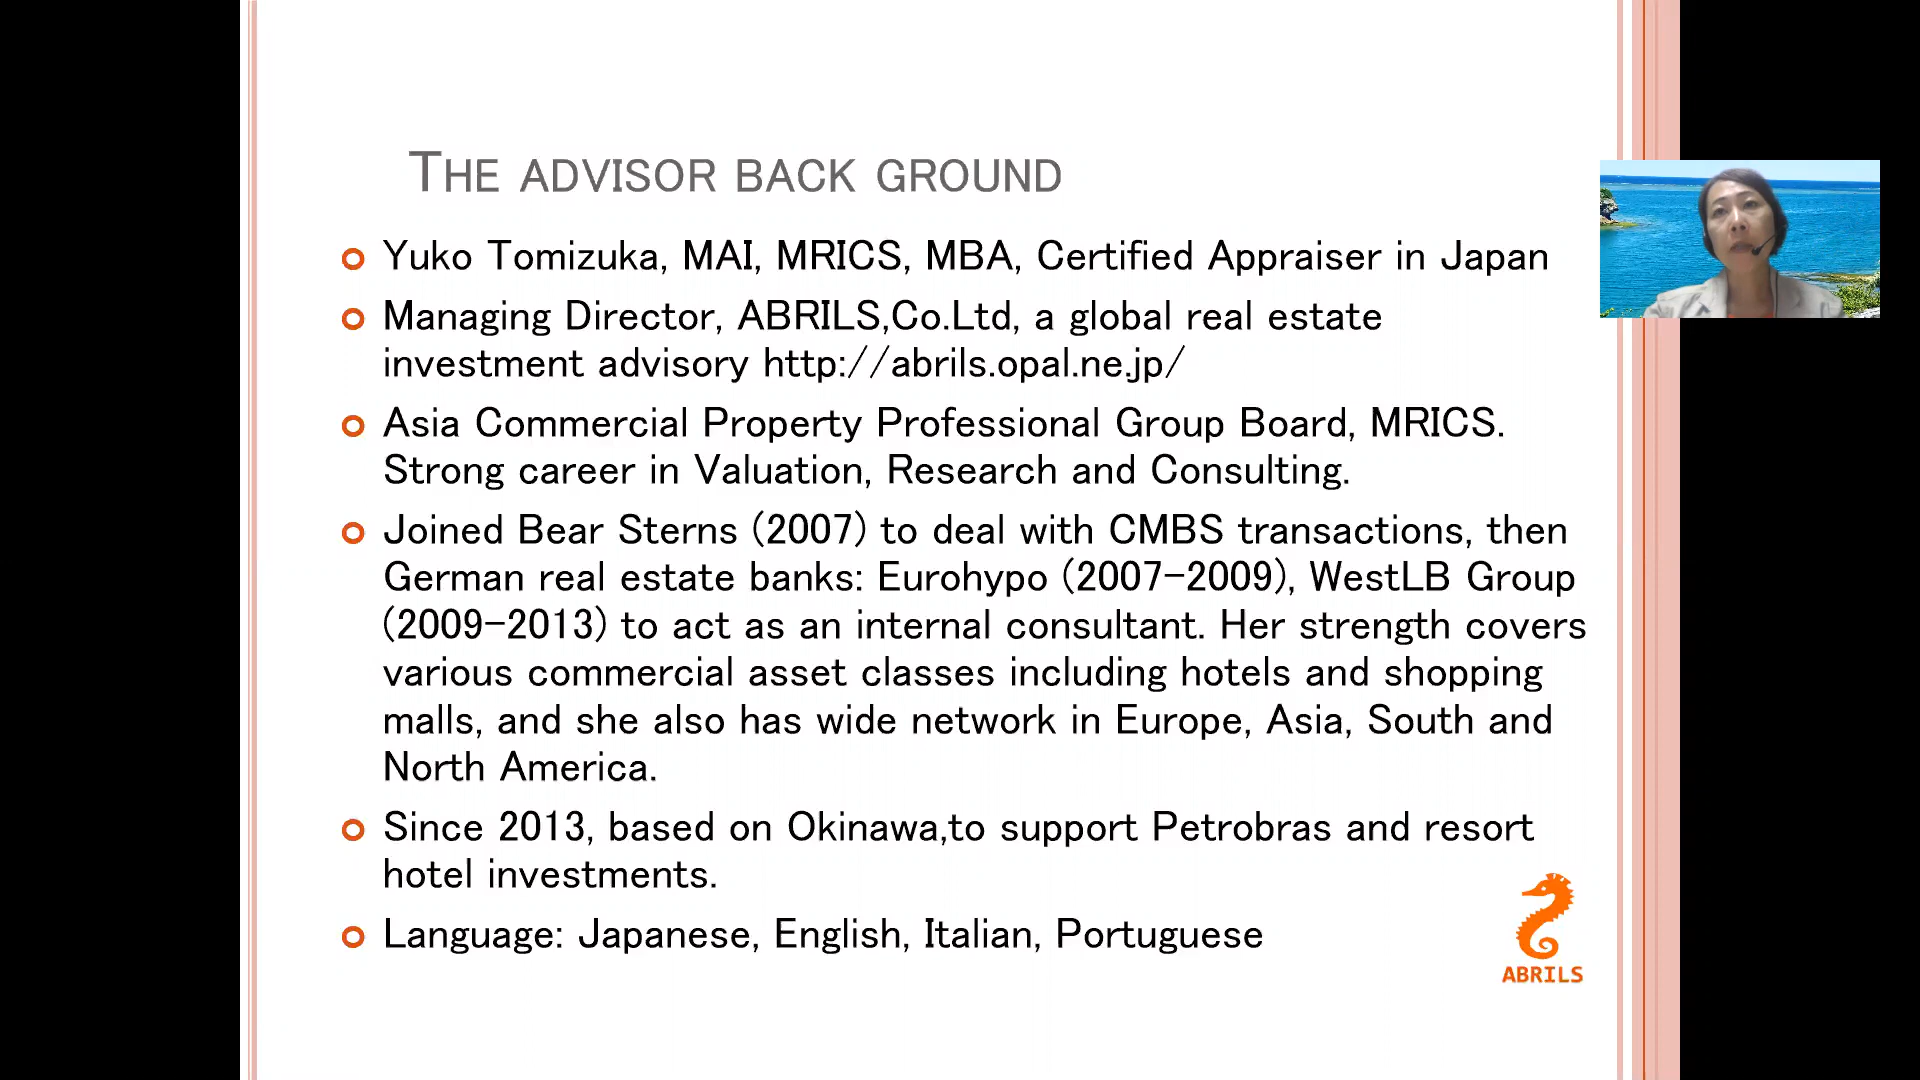 THE ADVISOR BACK GROUND
Yuko Tomizuka, MAI, MRICS, MBA, Certified Appraiser in Japan
Managing Director, ABRILS,Co.Ltd, a global real estate
investment advisory http://abrils.opal.ne.jp/
Asia Commercial Property Professional Group Board, MRICS.
Strong career in Valuation, Research and Consulting.
Joined Bear Sterns (2007) to deal with CMBS transactions, then
German real estate banks: Eurohypo (2007-2009), WestLB Group
(2009-2013) to act as an internal consultant. Her strength covers
various commercial asset classes including hotels and shopping
malls, and she also has wide network in Europe, Asia, South and
North America.
Since 2013, based on Okinawa,to support Petrobras and resort
hotel investments.
Language: Japanese, English, Italian, Portuguese
ABRILS